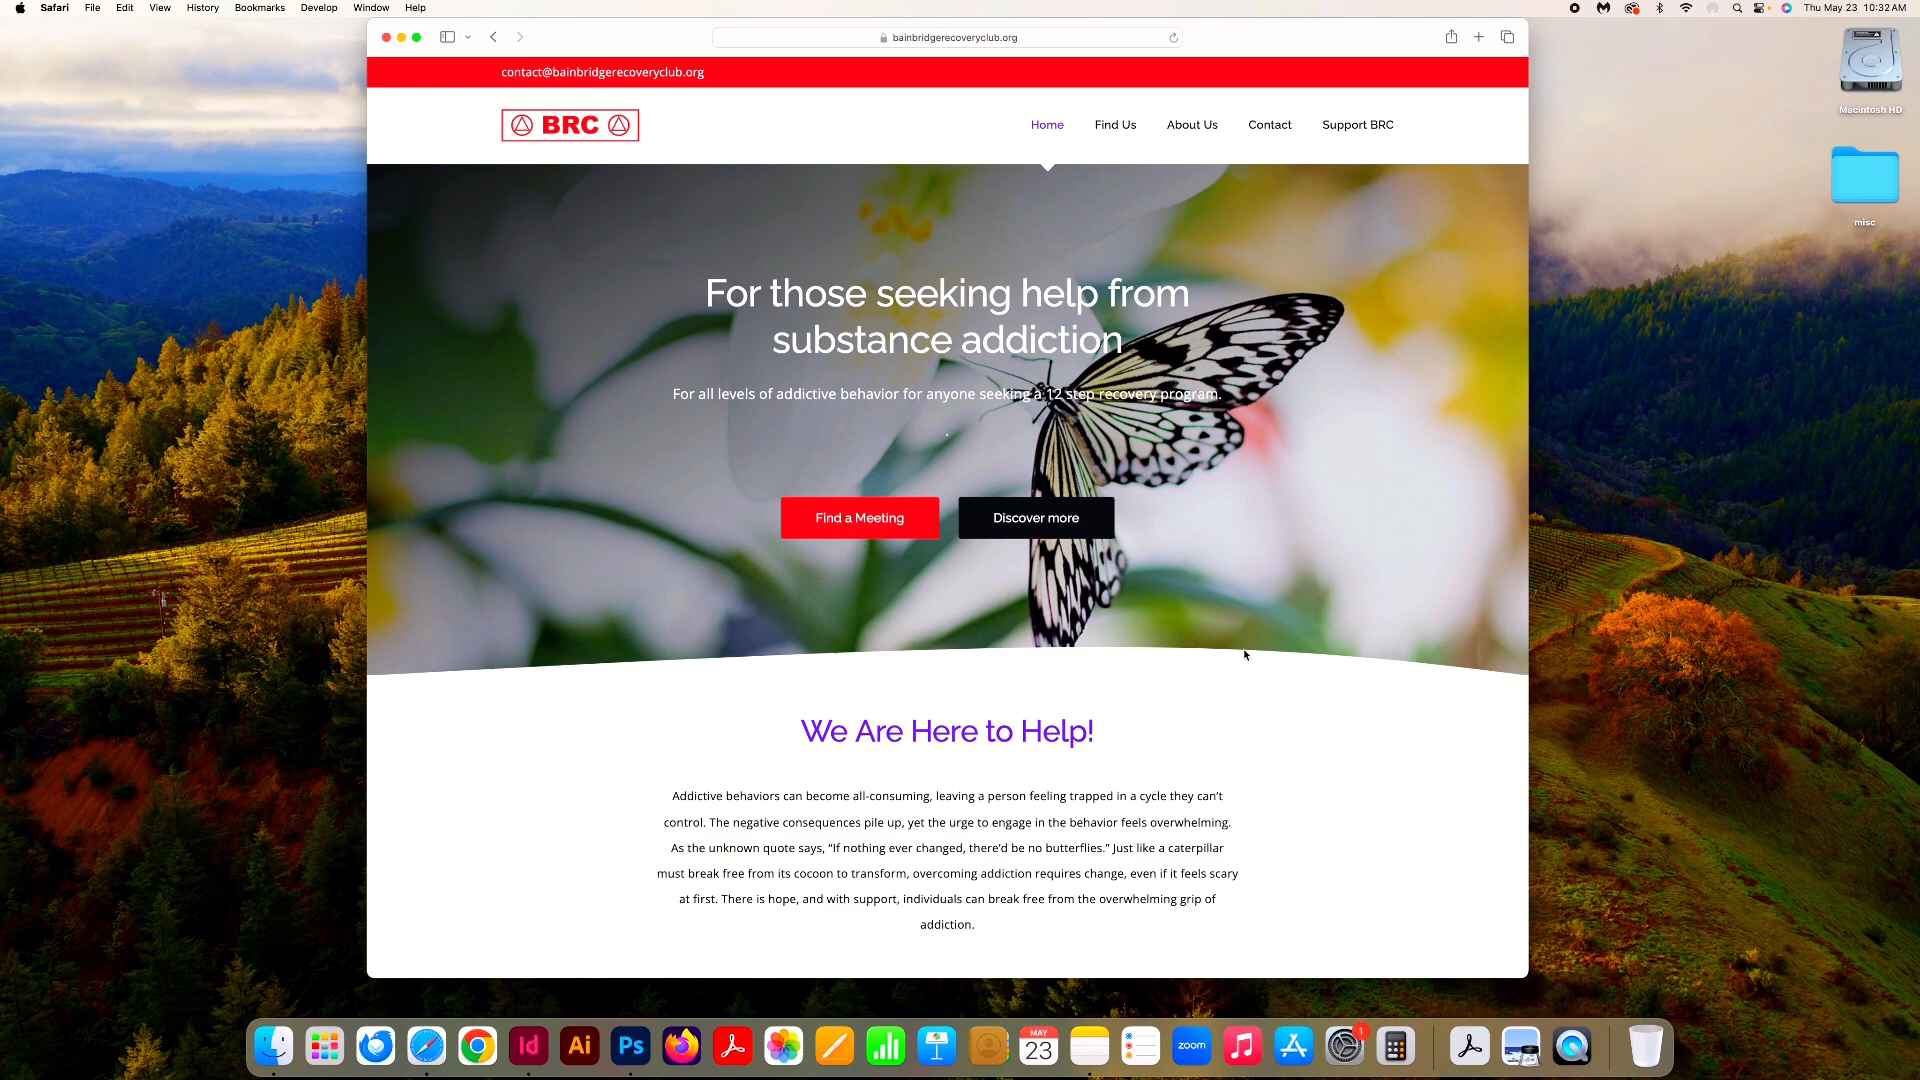 Safari File Edit View History Bookmarks Develop Window Help
Thu May 23 10:32 AM
bainbridgerecoveryclub.org
contact@bainbridgerecoveryclub.org
BRC
Home Find Us About Us Contact Support BRC
Macintosh HD
misc
For those seeking help from
substance addiction
For all levels of addictive behavior for anyone seeking a 12 step recovery program.
.
Find a Meeting Discover more
We Are Here to Help!
Addictive behaviors can become all-consuming, leaving a person feeling trapped in a cycle they can’t
control. The negative consequences pile up, yet the urge to engage in the behavior feels overwhelming.
As the unknown quote says, “If nothing ever changed, there’d be no butterflies.” Just like a caterpillar
must break free from its cocoon to transform, overcoming addiction requires change, even if it feels scary
at first. There is hope, and with support, individuals can break free from the overwhelming grip of
addiction.
Id Ai Ps MAY 23 zoom 1